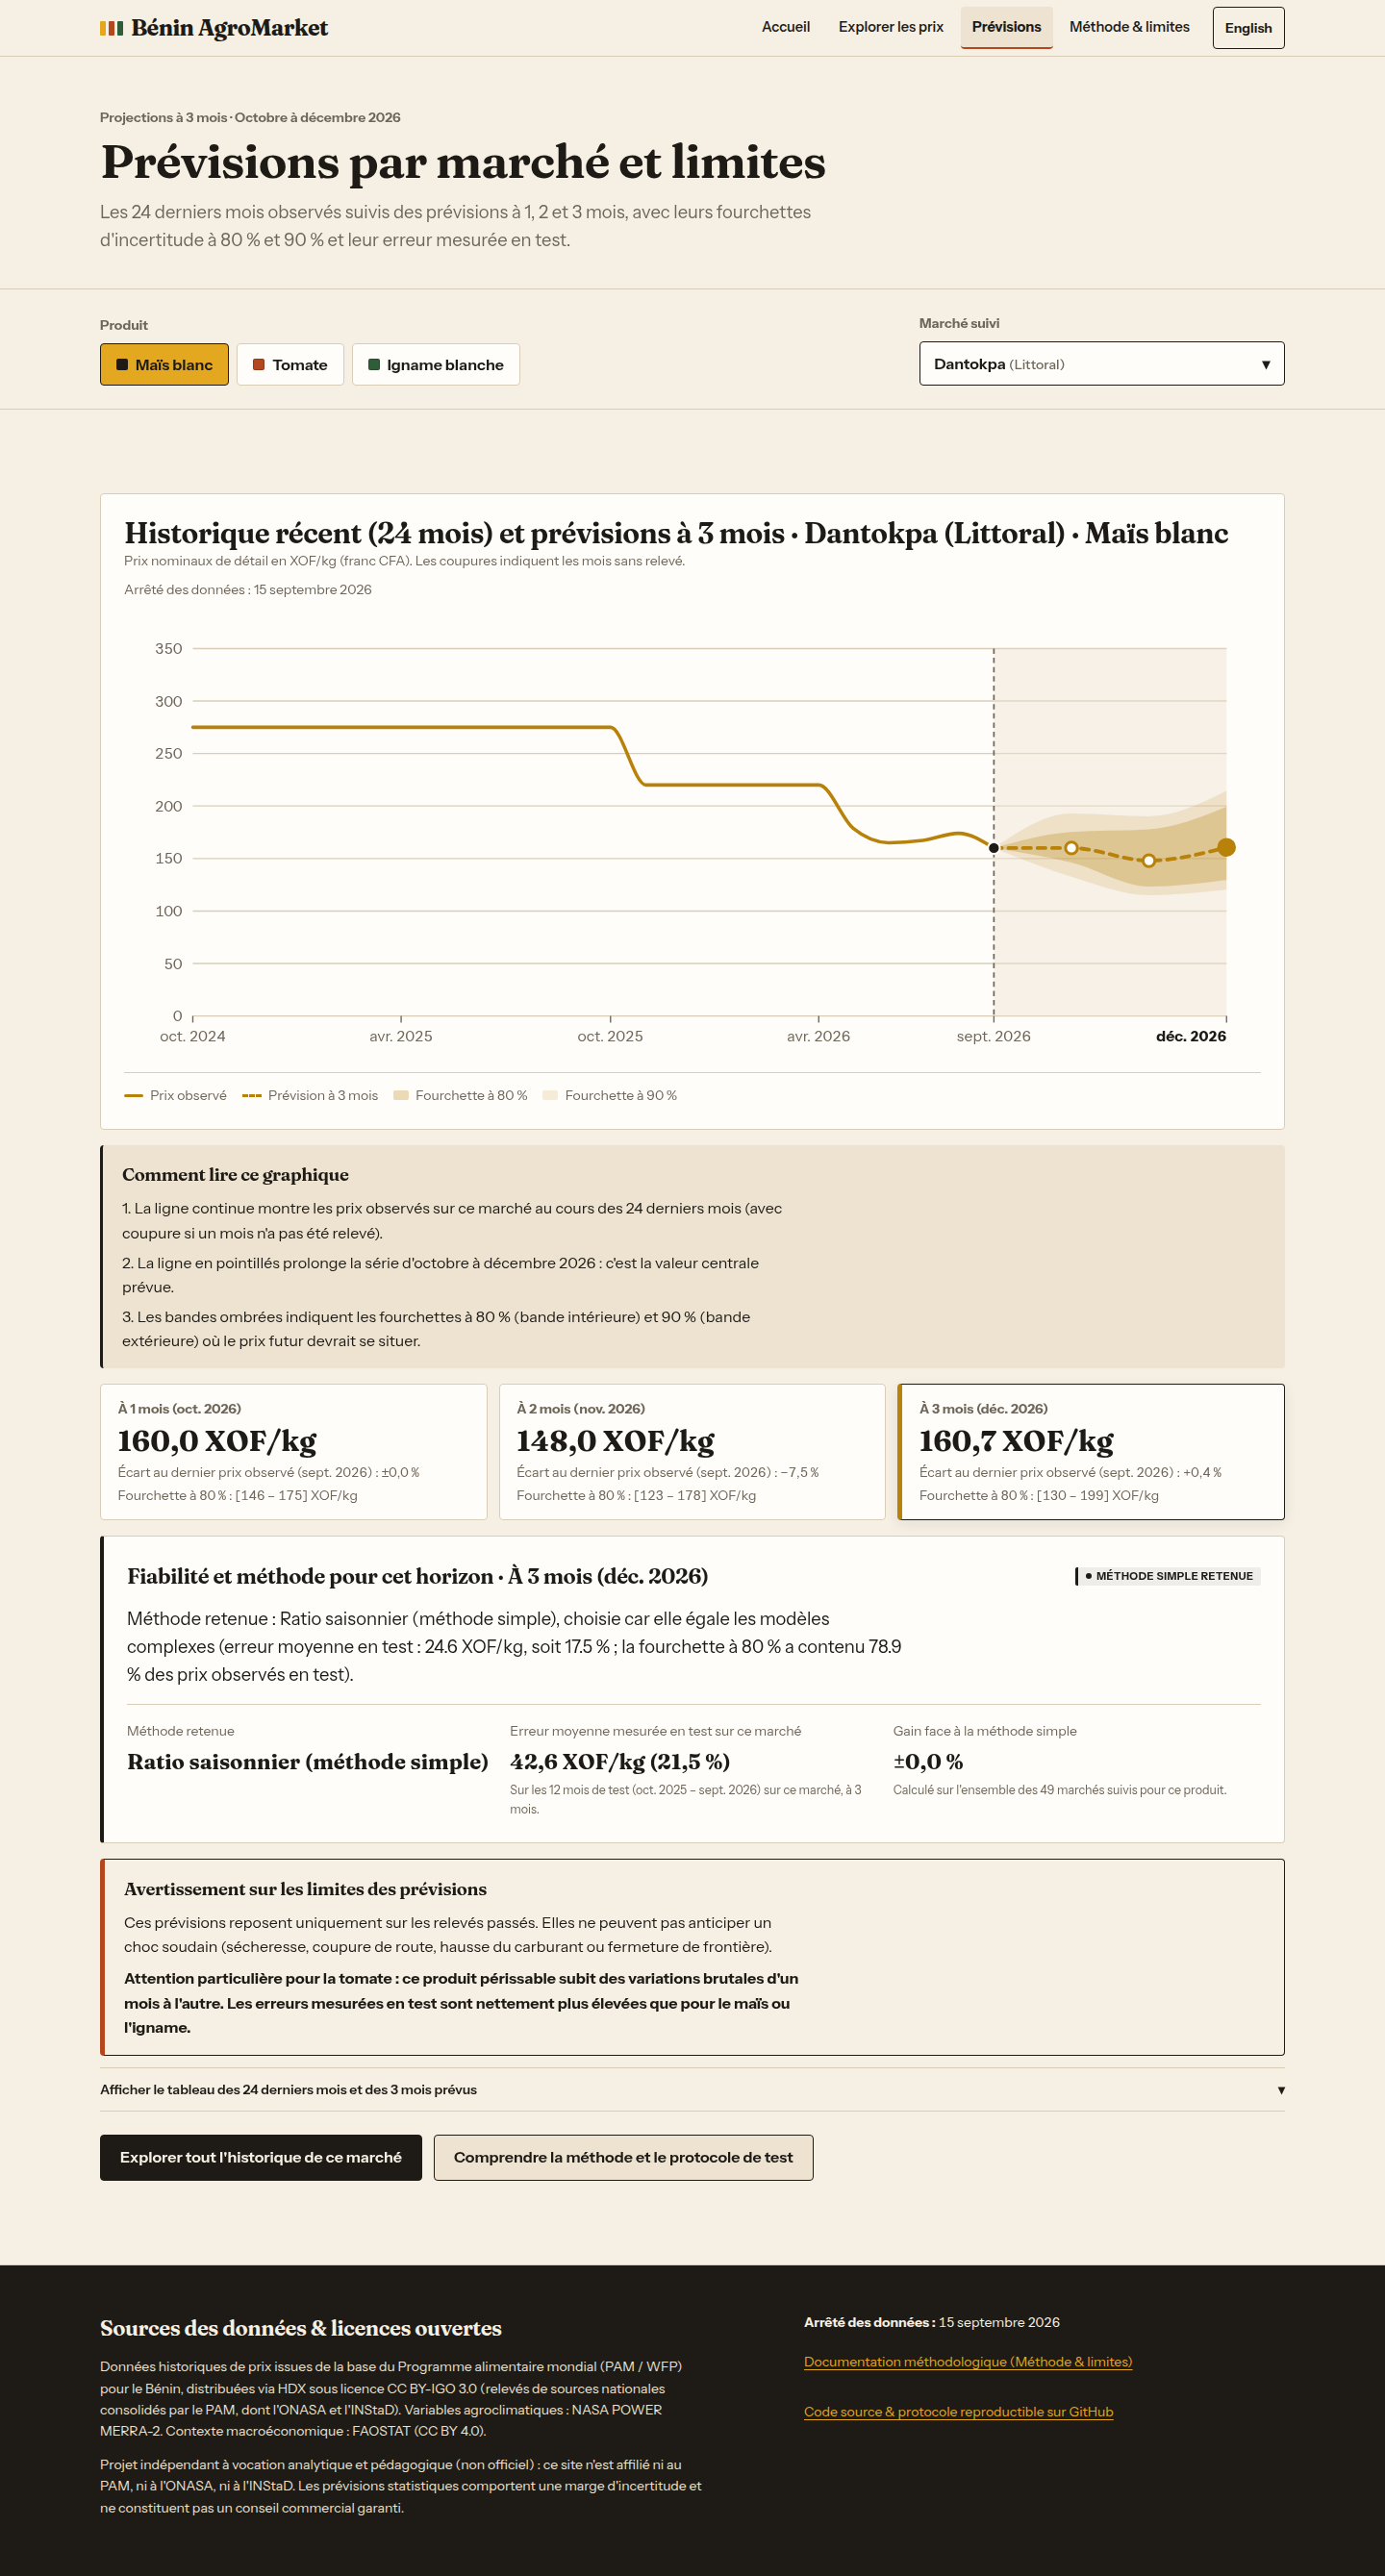 Bénin AgroMarket
Accueil
Explorer les prix
Prévisions
Méthode & limites
English
Projections à 3 mois · Octobre à décembre 2026
Prévisions par marché et limites
Les 24 derniers mois observés suivis des prévisions à 1, 2 et 3 mois, avec leurs fourchettes
d'incertitude à 80 % et 90 % et leur erreur mesurée en test.
Produit
Maïs blanc
Tomate
Igname blanche
Marché suivi
Dantokpa (Littoral) ▾
Historique récent (24 mois) et prévisions à 3 mois · Dantokpa (Littoral) · Maïs blanc
Prix nominaux de détail en XOF/kg (franc CFA). Les coupures indiquent les mois sans relevé.
Arrêté des données : 15 septembre 2026
350
300
250
200
150
100
50
0
oct. 2024
avr. 2025
oct. 2025
avr. 2026
sept. 2026
déc. 2026
Prix observé
Prévision à 3 mois
Fourchette à 80 %
Fourchette à 90 %
Comment lire ce graphique
1. La ligne continue montre les prix observés sur ce marché au cours des 24 derniers mois (avec
coupure si un mois n'a pas été relevé).
2. La ligne en pointillés prolonge la série d'octobre à décembre 2026 : c'est la valeur centrale
prévue.
3. Les bandes ombrées indiquent les fourchettes à 80 % (bande intérieure) et 90 % (bande
extérieure) où le prix futur devrait se situer.
À 1 mois (oct. 2026)
160,0 XOF/kg
Écart au dernier prix observé (sept. 2026) : ±0,0 %
Fourchette à 80 % : [146 – 175] XOF/kg
À 2 mois (nov. 2026)
148,0 XOF/kg
Écart au dernier prix observé (sept. 2026) : −7,5 %
Fourchette à 80 % : [123 – 178] XOF/kg
À 3 mois (déc. 2026)
160,7 XOF/kg
Écart au dernier prix observé (sept. 2026) : +0,4 %
Fourchette à 80 % : [130 – 199] XOF/kg
Fiabilité et méthode pour cet horizon · À 3 mois (déc. 2026)
● MÉTHODE SIMPLE RETENUE
Méthode retenue : Ratio saisonnier (méthode simple), choisie car elle égale les modèles
complexes (erreur moyenne en test : 24.6 XOF/kg, soit 17.5 % ; la fourchette à 80 % a contenu 78.9
% des prix observés en test).
Méthode retenue
Ratio saisonnier (méthode simple)
Erreur moyenne mesurée en test sur ce marché
42,6 XOF/kg (21,5 %)
Sur les 12 mois de test (oct. 2025 – sept. 2026) sur ce marché, à 3
mois.
Gain face à la méthode simple
±0,0 %
Calculé sur l'ensemble des 49 marchés suivis pour ce produit.
Avertissement sur les limites des prévisions
Ces prévisions reposent uniquement sur les relevés passés. Elles ne peuvent pas anticiper un
choc soudain (sécheresse, coupure de route, hausse du carburant ou fermeture de frontière).
Attention particulière pour la tomate : ce produit périssable subit des variations brutales d'un
mois à l'autre. Les erreurs mesurées en test sont nettement plus élevées que pour le maïs ou
l'igname.
Afficher le tableau des 24 derniers mois et des 3 mois prévus ▾
Explorer tout l'historique de ce marché
Comprendre la méthode et le protocole de test
Sources des données & licences ouvertes
Données historiques de prix issues de la base du Programme alimentaire mondial (PAM / WFP)
pour le Bénin, distribuées via HDX sous licence CC BY-IGO 3.0 (relevés de sources nationales
consolidés par le PAM, dont l'ONASA et l'INStaD). Variables agroclimatiques : NASA POWER
MERRA-2. Contexte macroéconomique : FAOSTAT (CC BY 4.0).
Projet indépendant à vocation analytique et pédagogique (non officiel) : ce site n'est affilié ni au
PAM, ni à l'ONASA, ni à l'INStaD. Les prévisions statistiques comportent une marge d'incertitude et
ne constituent pas un conseil commercial garanti.
Arrêté des données : 15 septembre 2026
Documentation méthodologique (Méthode & limites)
Code source & protocole reproductible sur GitHub